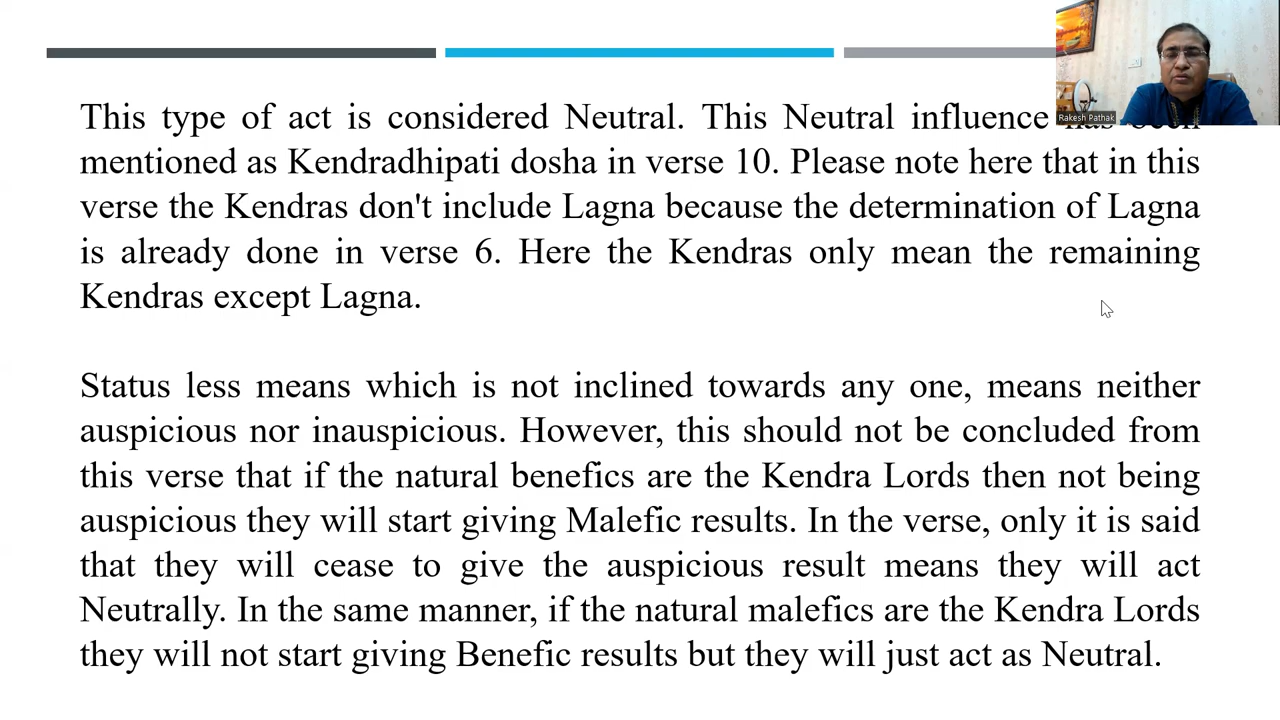 This type of act is considered Neutral. This Neutral influence has been
mentioned as Kendradhipati dosha in verse 10. Please note here that in this
verse the Kendras don't include Lagna because the determination of Lagna
is already done in verse 6. Here the Kendras only mean the remaining
Kendras except Lagna.
Status less means which is not inclined towards any one, means neither
auspicious nor inauspicious. However, this should not be concluded from
this verse that if the natural benefics are the Kendra Lords then not being
auspicious they will start giving Malefic results. In the verse, only it is said
that they will cease to give the auspicious result means they will act
Neutrally. In the same manner, if the natural malefics are the Kendra Lords
they will not start giving Benefic results but they will just act as Neutral.
Rakesh Pathak